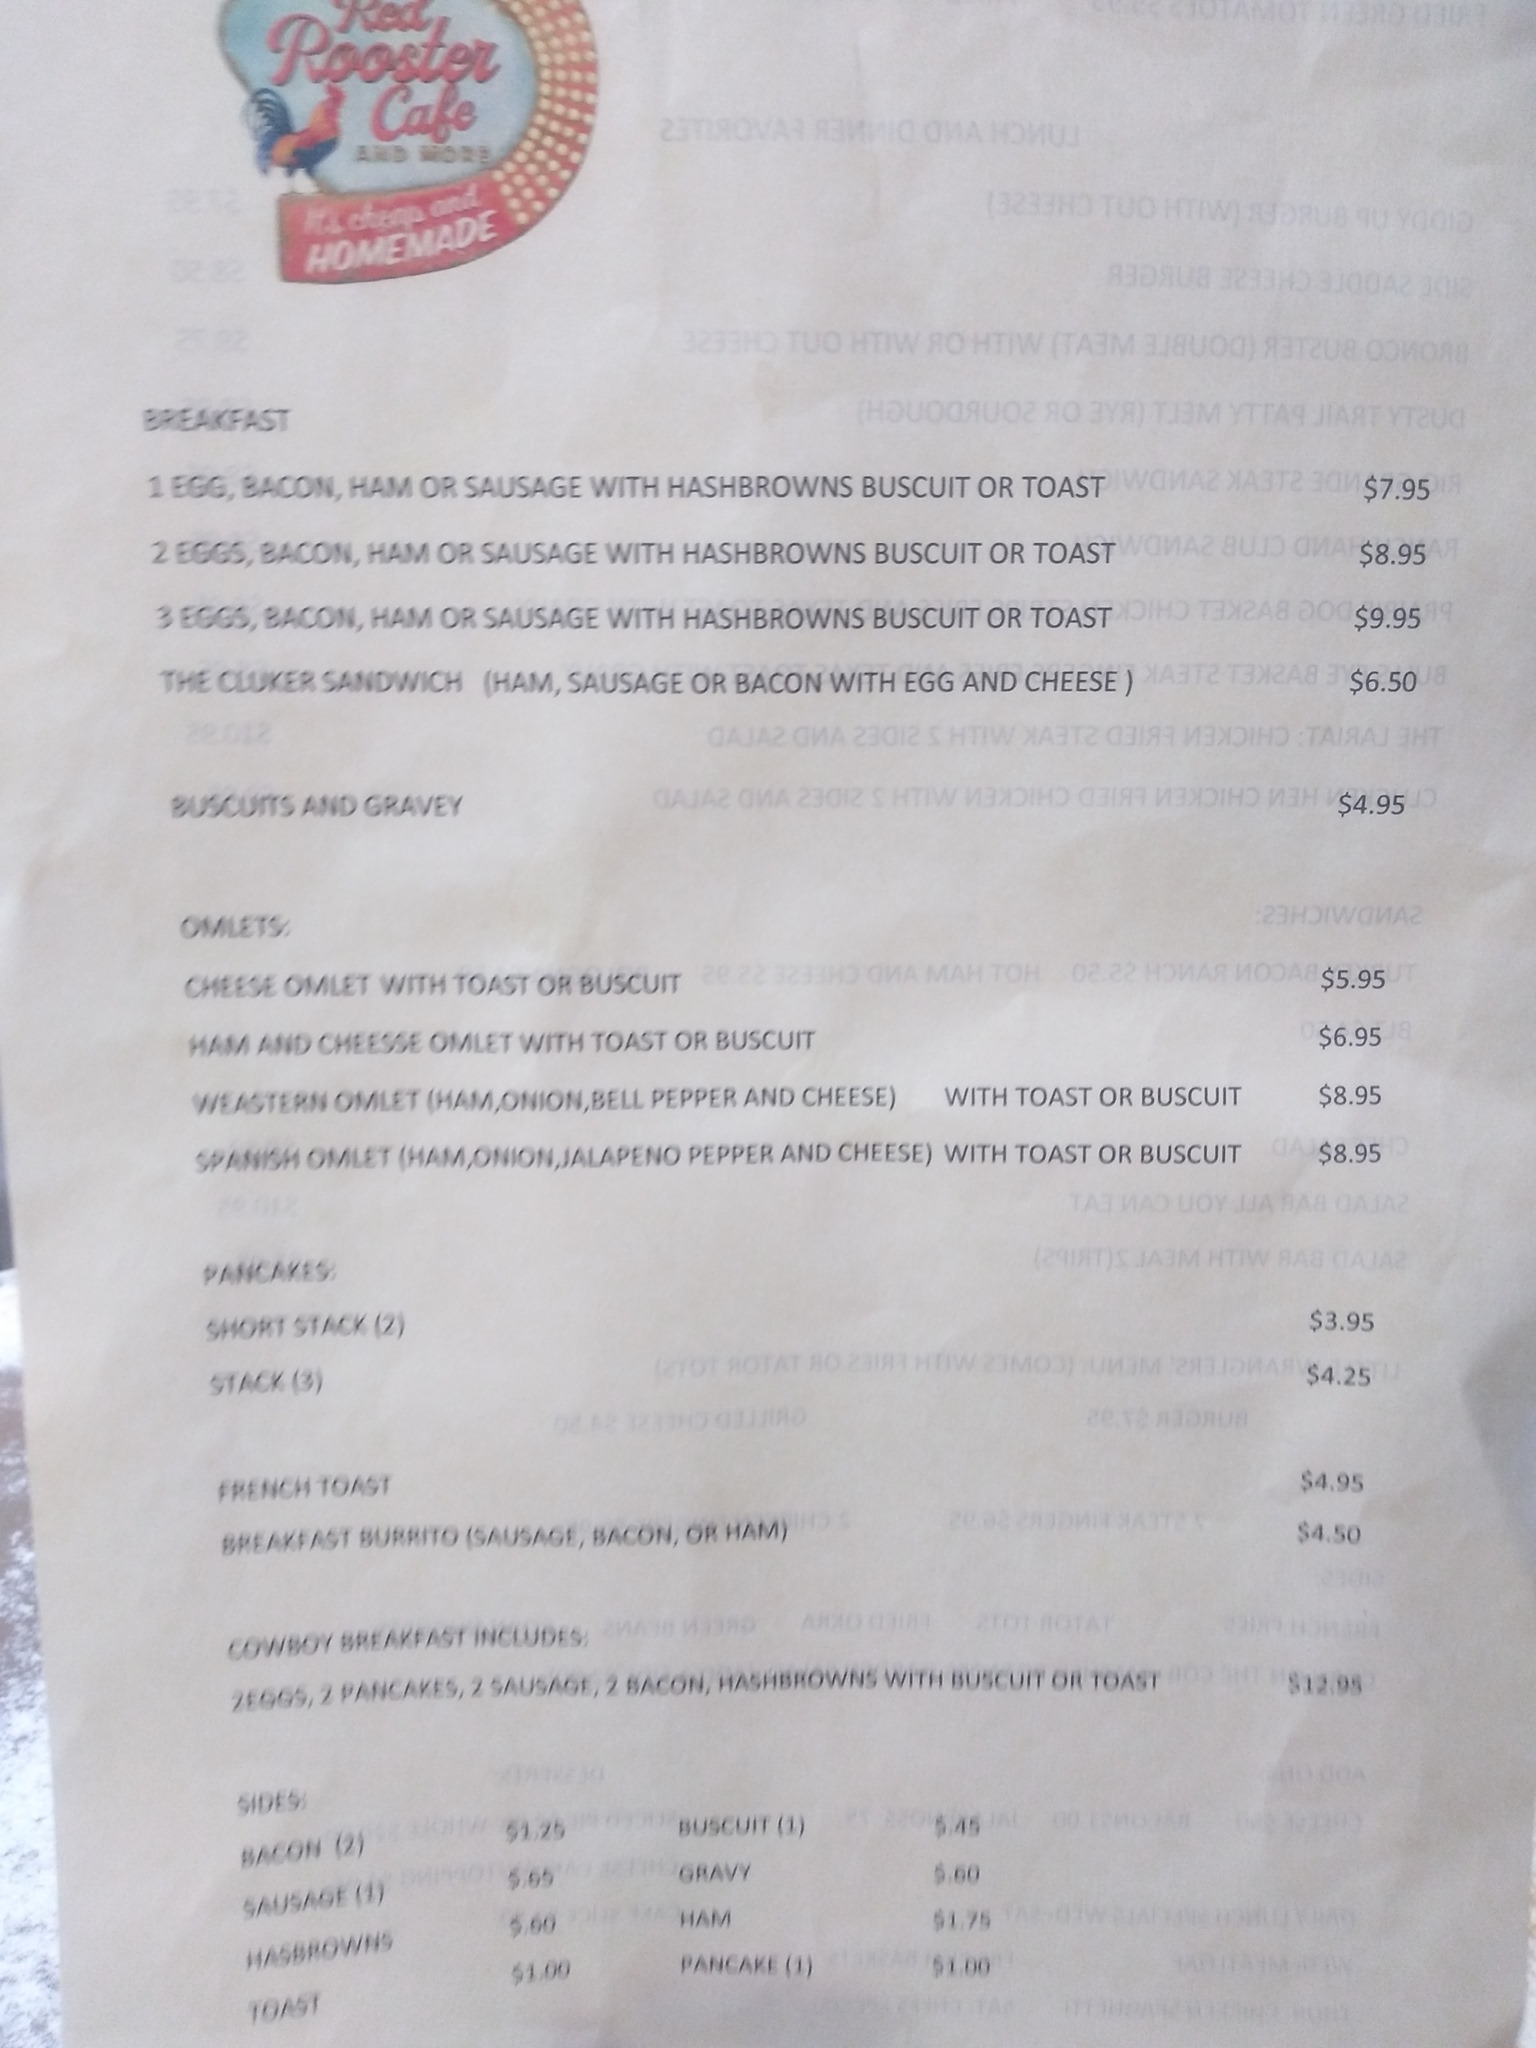 Red
Rooster
Cafe
AND MORE
It's cheap and
HOMEMADE
BREAKFAST
1 EGG, BACON, HAM OR SAUSAGE WITH HASHBROWNS BUSCUIT OR TOAST $7.95
2 EGGS, BACON, HAM OR SAUSAGE WITH HASHBROWNS BUSCUIT OR TOAST $8.95
3 EGGS, BACON, HAM OR SAUSAGE WITH HASHBROWNS BUSCUIT OR TOAST $9.95
THE CLUKER SANDWICH (HAM, SAUSAGE OR BACON WITH EGG AND CHEESE ) $6.50
BUSCUITS AND GRAVEY $4.95
OMLETS:
CHEESE OMLET WITH TOAST OR BUSCUIT $5.95
HAM AND CHEESSE OMLET WITH TOAST OR BUSCUIT $6.95
WEASTERN OMLET (HAM,ONION,BELL PEPPER AND CHEESE) WITH TOAST OR BUSCUIT $8.95
SPANISH OMLET (HAM,ONION,JALAPENO PEPPER AND CHEESE) WITH TOAST OR BUSCUIT $8.95
PANCAKES:
SHORT STACK (2) $3.95
STACK (3) $4.25
FRENCH TOAST $4.95
BREAKFAST BURRITO (SAUSAGE, BACON, OR HAM) $4.50
COWBOY BREAKFAST INCLUDES:
2EGGS, 2 PANCAKES, 2 SAUSAGE, 2 BACON, HASHBROWNS WITH BUSCUIT OR TOAST $12.95
SIDES:
BACON (2) $1.25 BUSCUIT (1) $.45
SAUSAGE (1) $.65 GRAVY $.60
HASBROWNS $.60 HAM $1.75
TOAST $1.00 PANCAKE (1) $1.00